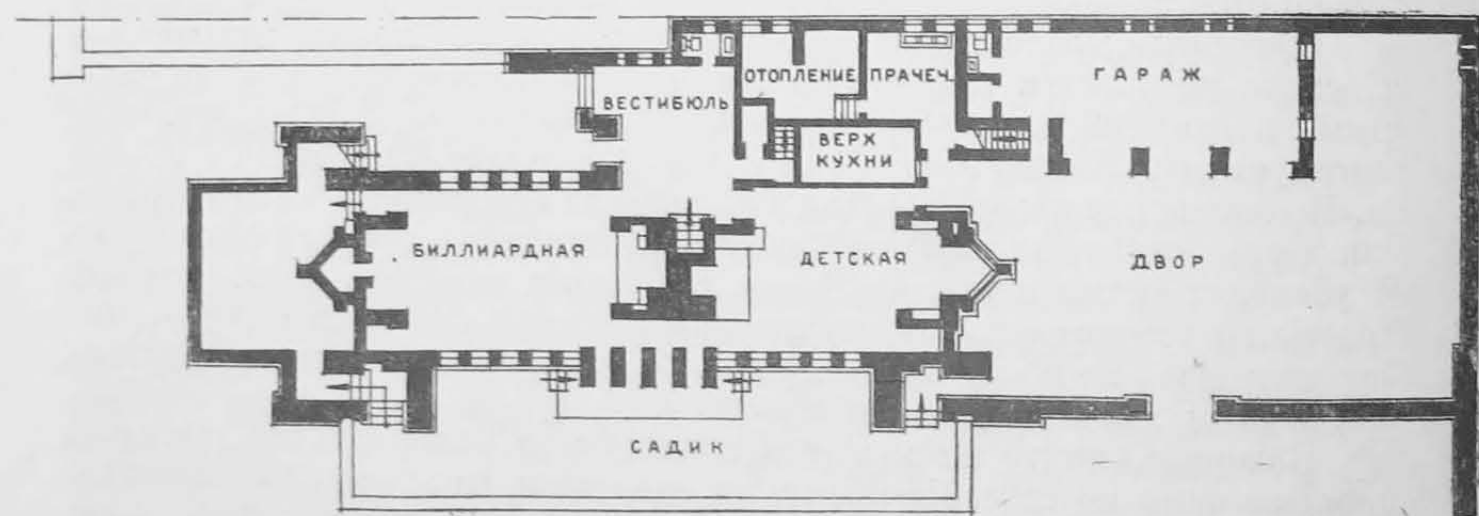 ОТОПЛЕНИЕ
ПРАЧЕЧ.
ГАРАЖ
ВЕСТИБЮЛЬ
ВЕРХ
КУХНИ
БИЛЛИАРДНАЯ
ДЕТСКАЯ
ДВОР
САДИК